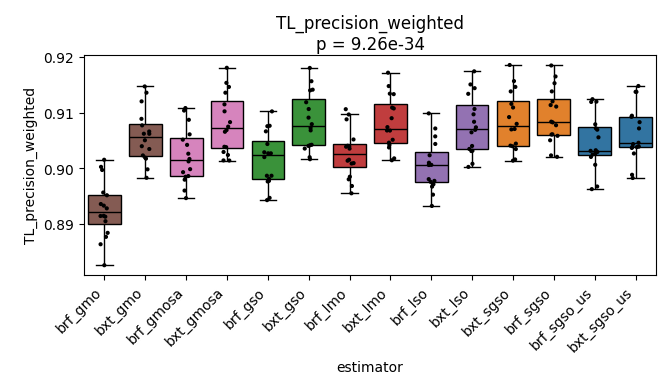 TL_precision_weighted
p = 9.26e-34
TL_precision_weighted
0.92
0.91
0.90
0.89
brf_gmo
bxt_gmo
brf_gmosa
bxt_gmosa
brf_gso
bxt_gso
brf_lmo
bxt_lmo
brf_lso
bxt_lso
bxt_sgso
brf_sgso
brf_sgso_us
bxt_sgso_us
estimator